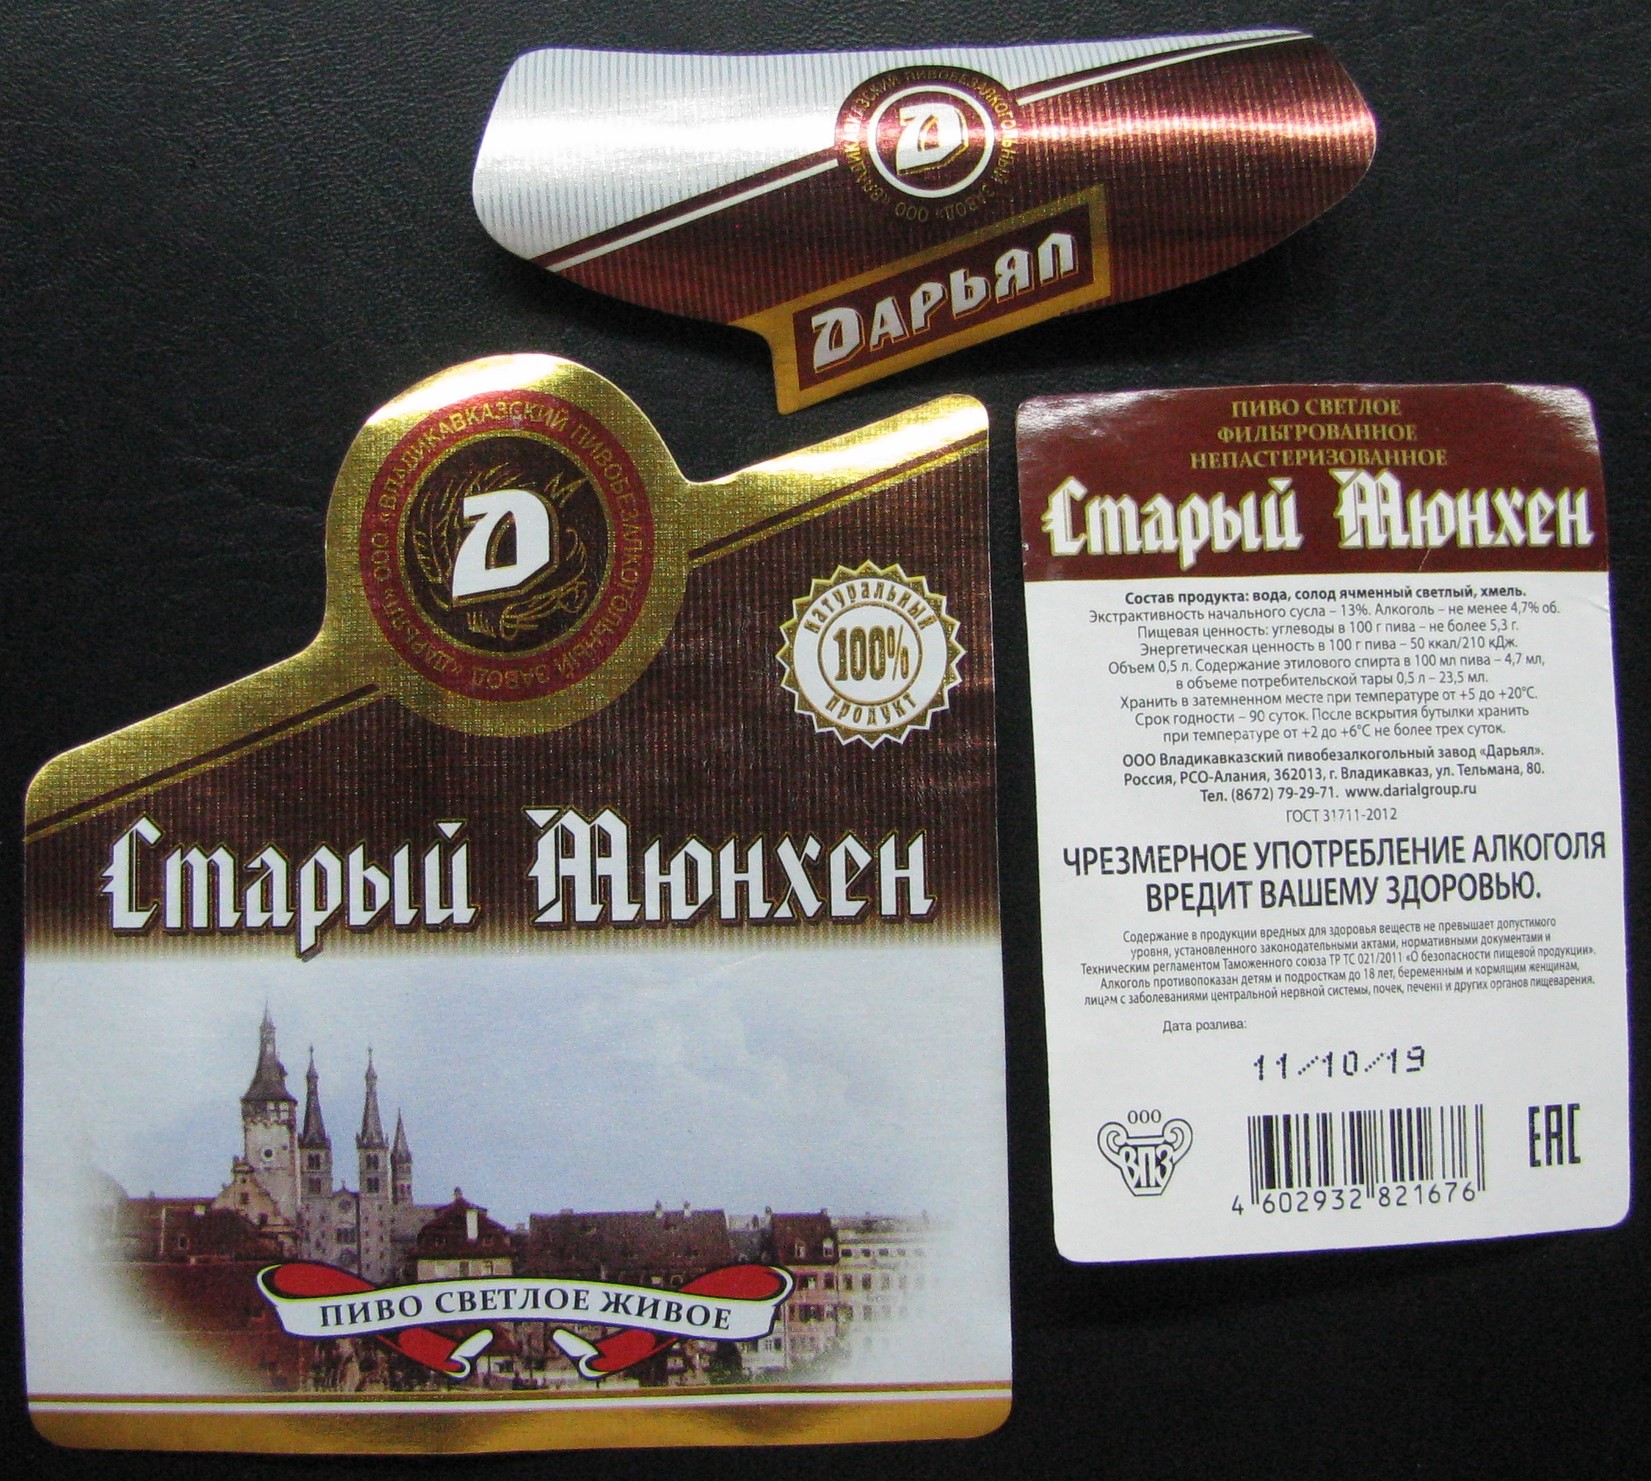 ООО «ВЛАДИКАВКАЗСКИЙ ПИВОБЕЗАЛКОГОЛЬНЫЙ ЗАВОД»
Д
ДАРЬЯЛ
ООО «ВЛАДИКАВКАЗСКИЙ ПИВОБЕЗАЛКОГОЛЬНЫЙ ЗАВОД «ДАРЬЯЛ»
Д
НАТУРАЛЬНЫЙ
100%
ПРОДУКТ
Старый Мюнхен
ПИВО СВЕТЛОЕ ЖИВОЕ
ПИВО СВЕТЛОЕ
ФИЛЬТРОВАННОЕ
НЕПАСТЕРИЗОВАННОЕ
Старый Мюнхен
Состав продукта: вода, солод ячменный светлый, хмель.
Экстрактивность начального сусла – 13%. Алкоголь – не менее 4,7% об.
Пищевая ценность: углеводы в 100 г пива – не более 5,3 г.
Энергетическая ценность в 100 г пива – 50 ккал/210 кДж.
Объем 0,5 л. Содержание этилового спирта в 100 мл пива – 4,7 мл,
в объеме потребительской тары 0,5 л – 23,5 мл.
Хранить в затемненном месте при температуре от +5 до +20°С.
Срок годности – 90 суток. После вскрытия бутылки хранить
при температуре от +2 до +6°С не более трех суток.
ООО Владикавказский пивобезалкогольный завод «Дарьял».
Россия, РСО-Алания, 362013, г. Владикавказ, ул. Тельмана, 80.
Тел. (8672) 79-29-71. www.darialgroup.ru
ГОСТ 31711-2012
ЧРЕЗМЕРНОЕ УПОТРЕБЛЕНИЕ АЛКОГОЛЯ
ВРЕДИТ ВАШЕМУ ЗДОРОВЬЮ.
Содержание в продукции вредных для здоровья веществ не превышает допустимого
уровня, установленного законодательными актами, нормативными документами и
Техническим регламентом Таможенного союза ТР ТС 021/2011 «О безопасности пищевой продукции».
Алкоголь противопоказан детям и подросткам до 18 лет, беременным и кормящим женщинам,
лицам с заболеваниями центральной нервной системы, почек, печени и других органов пищеварения.
Дата розлива:
11/10/19
ООО
ВПЗ
4 602932 821676
ЕАС